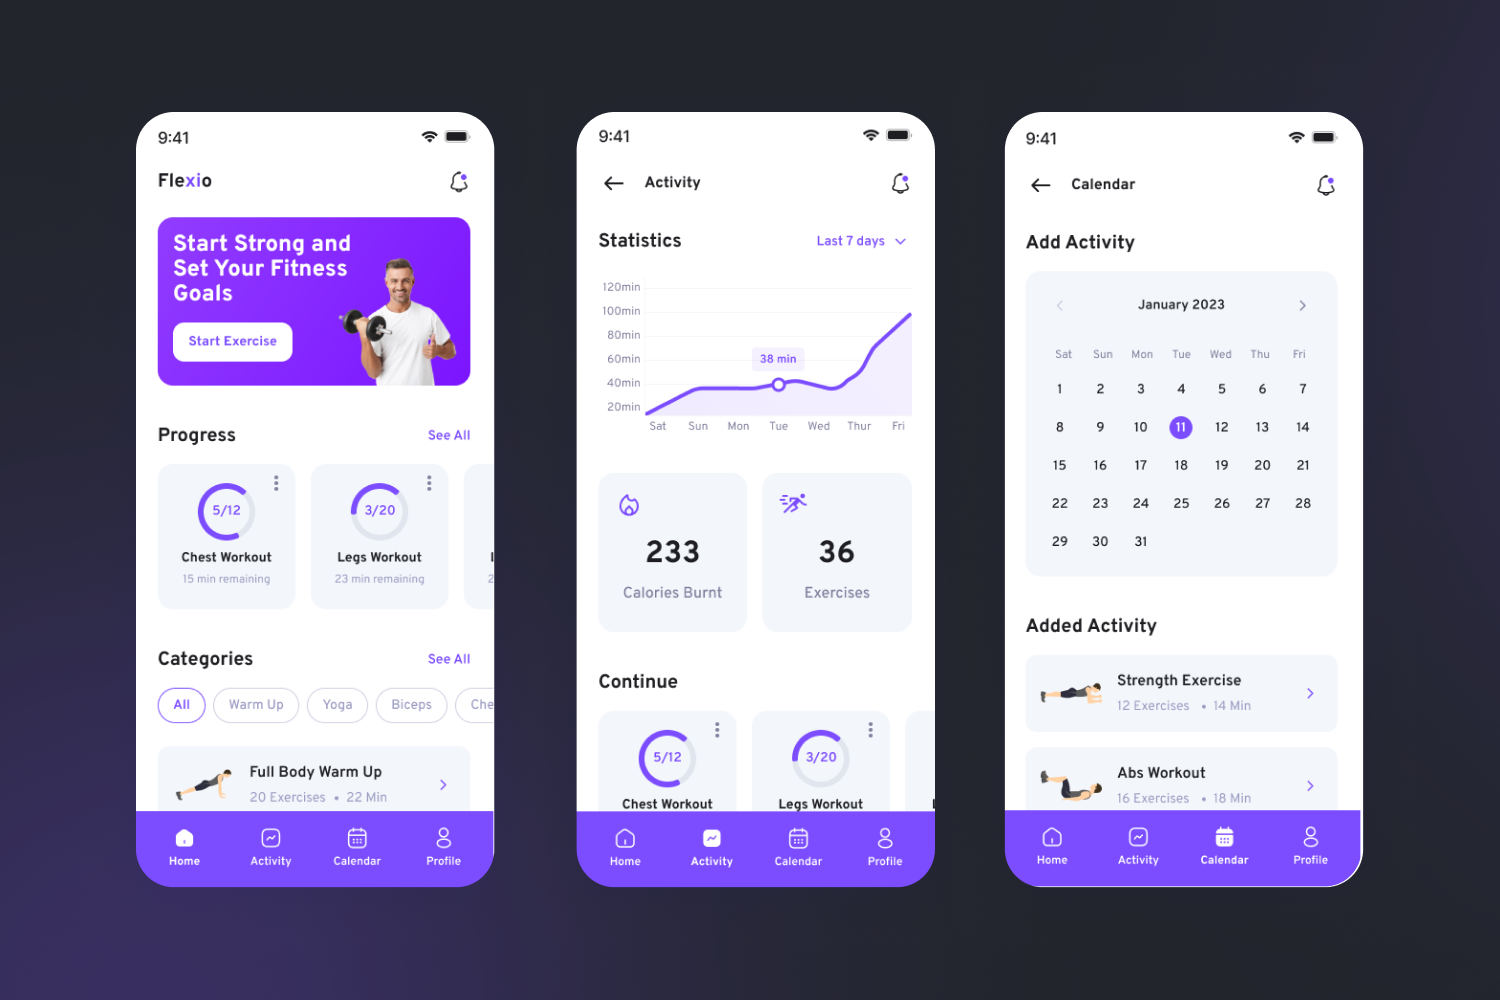 9:41
Flexio
Start Strong and
Set Your Fitness
Goals
Start Exercise
Progress
See All
5/12
Chest Workout
15 min remaining
3/20
Legs Workout
23 min remaining
2
Categories
See All
All
Warm Up
Yoga
Biceps
Che
Full Body Warm Up
20 Exercises • 22 Min
Home
Activity
Calendar
Profile
9:41
Activity
Statistics
Last 7 days
120min
100min
80min
60min
40min
20min
38 min
Sat
Sun
Mon
Tue
Wed
Thur
Fri
233
Calories Burnt
36
Exercises
Continue
5/12
Chest Workout
3/20
Legs Workout
Home
Activity
Calendar
Profile
9:41
Calendar
Add Activity
January 2023
Sat Sun Mon Tue Wed Thu Fri
1 2 3 4 5 6 7
8 9 10 11 12 13 14
15 16 17 18 19 20 21
22 23 24 25 26 27 28
29 30 31
Added Activity
Strength Exercise
12 Exercises • 14 Min
Abs Workout
16 Exercises • 18 Min
Home
Activity
Calendar
Profile